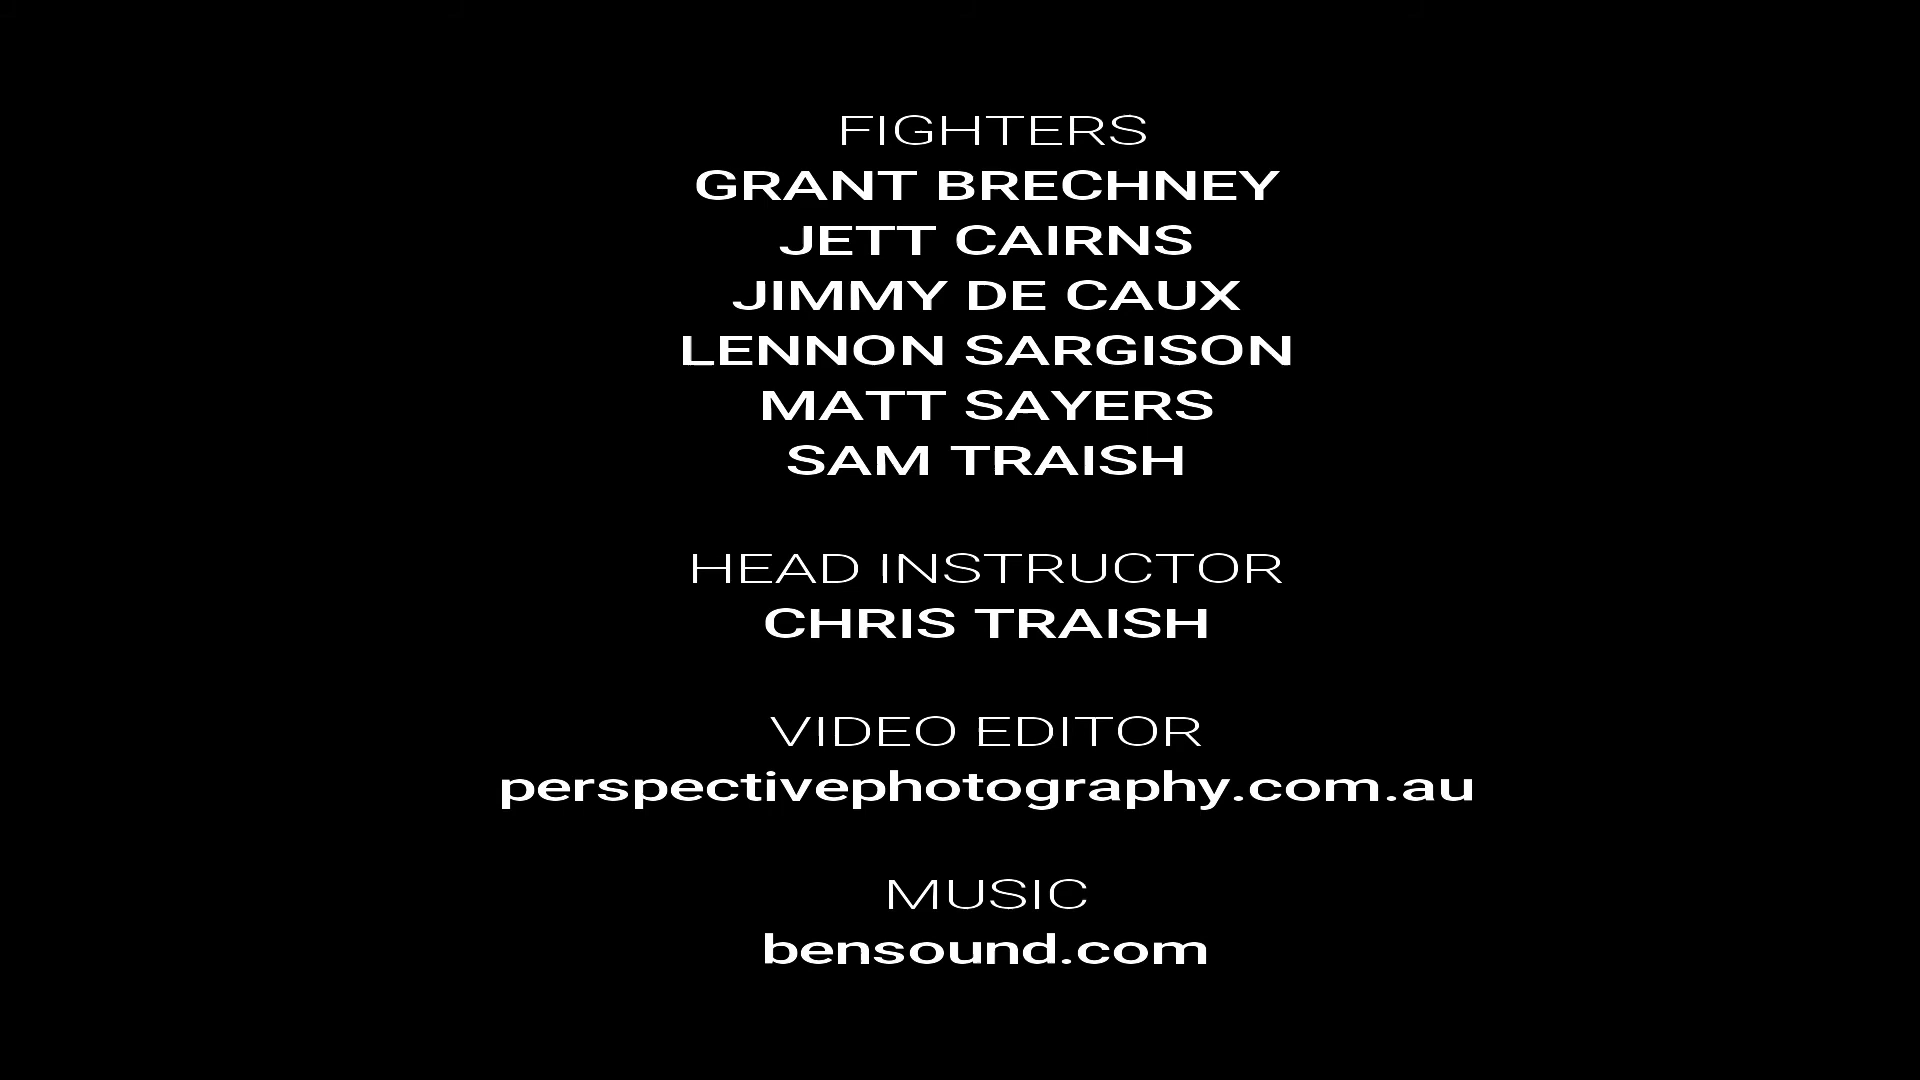 FIGHTERS
GRANT BRECHNEY
JETT CAIRNS
JIMMY DE CAUX
LENNON SARGISON
MATT SAYERS
SAM TRAISH
HEAD INSTRUCTOR
CHRIS TRAISH
VIDEO EDITOR
perspectivephotography.com.au
MUSIC
bensound.com